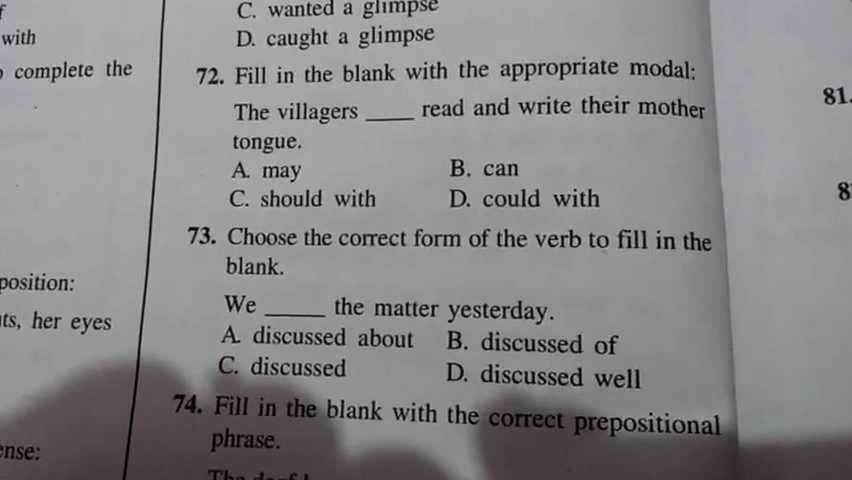 C. wanted a glimpse
with
D. caught a glimpse
complete the
72. Fill in the blank with the appropriate modal:
The villagers ____ read and write their mother
tongue.
A. may B. can
C. should with D. could with
73. Choose the correct form of the verb to fill in the
blank.
We _____ the matter yesterday.
A. discussed about B. discussed of
C. discussed D. discussed well
74. Fill in the blank with the correct prepositional
phrase.
position:
ts, her eyes
ense:
81.
8